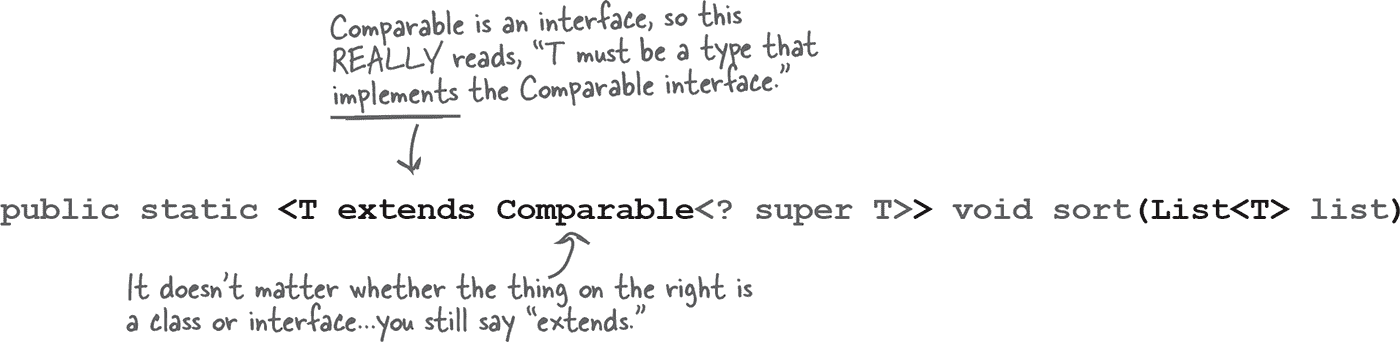 Comparable is an interface, so this
REALLY reads, “T must be a type that
implements the Comparable interface.”
public static <T extends Comparable<? super T>> void sort(List<T> list)
It doesn’t matter whether the thing on the right is
a class or interface...you still say “extends.”